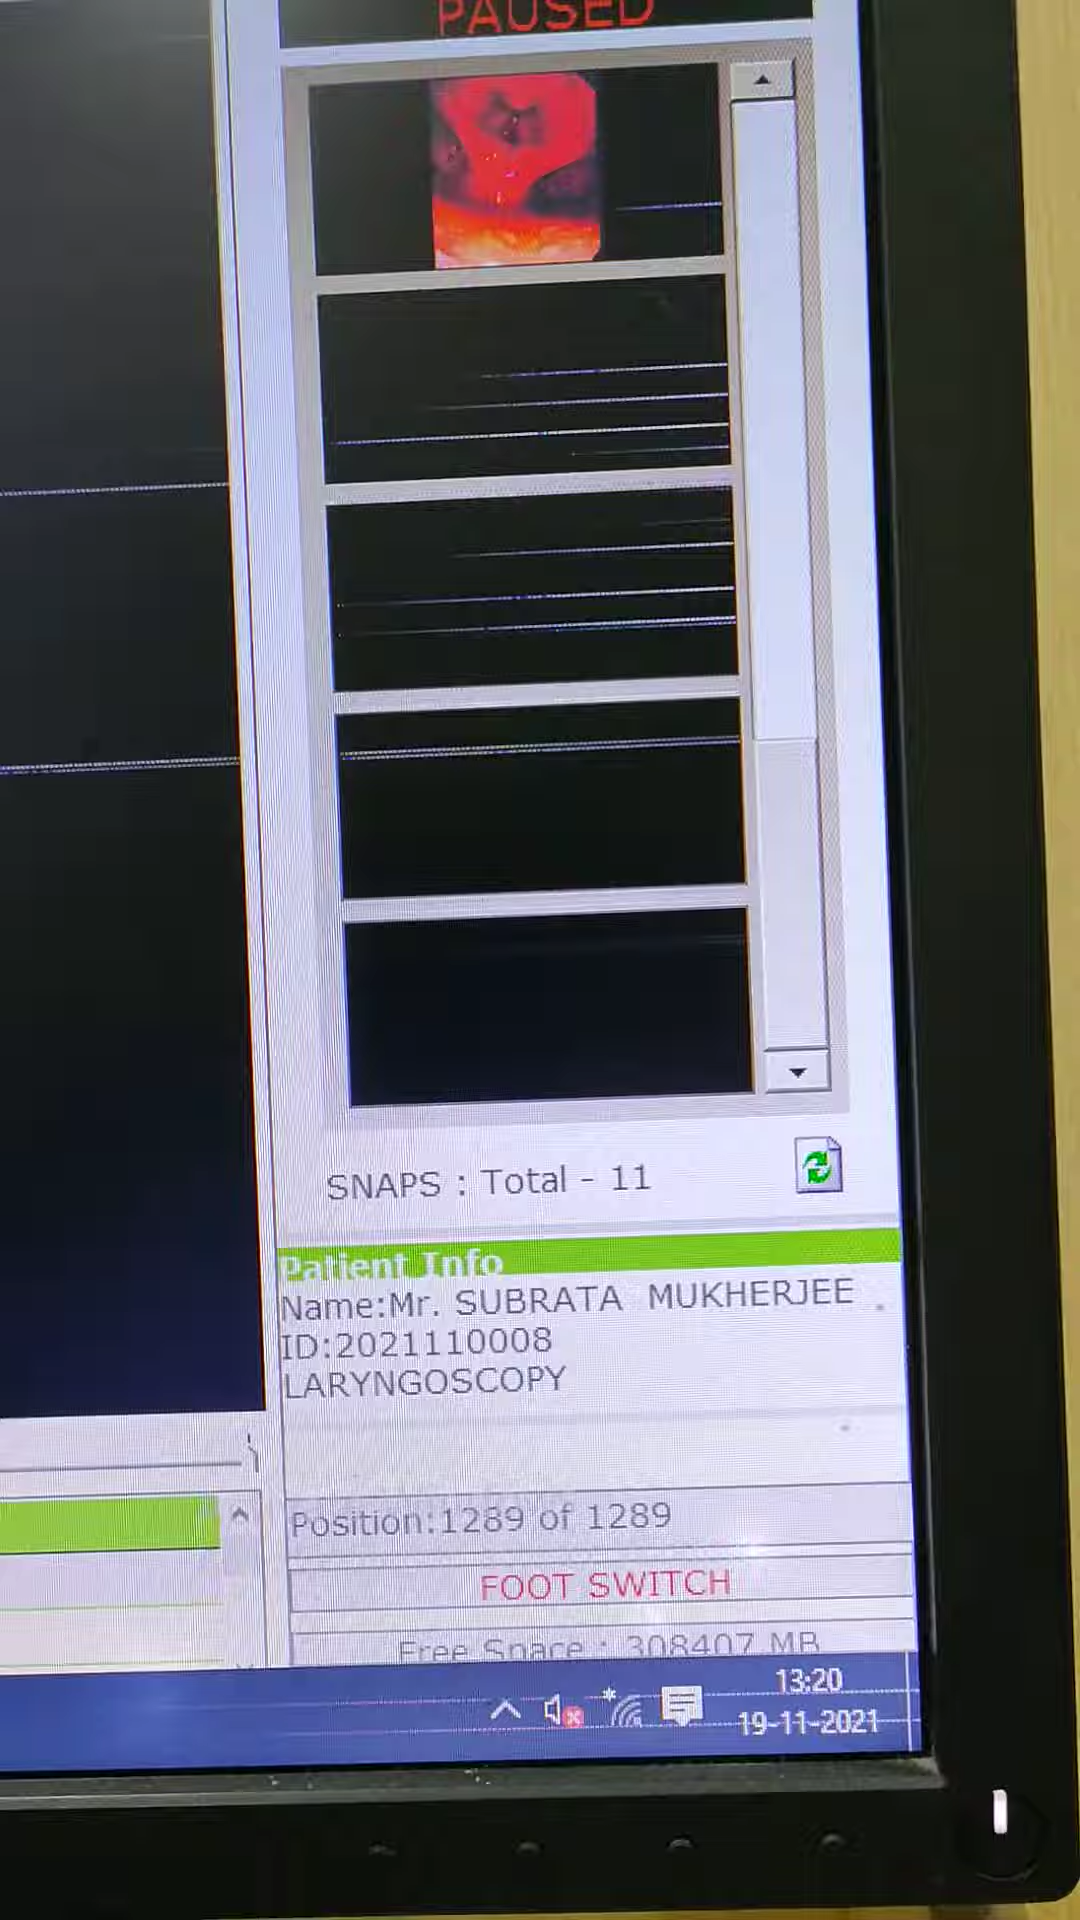 PAUSED
SNAPS : Total - 11
Patient Info
Name:Mr. SUBRATA MUKHERJEE
ID:2021110008
LARYNGOSCOPY
Position:1289 of 1289
FOOT SWITCH
Free Space : 308407 MB
13:20
19-11-2021